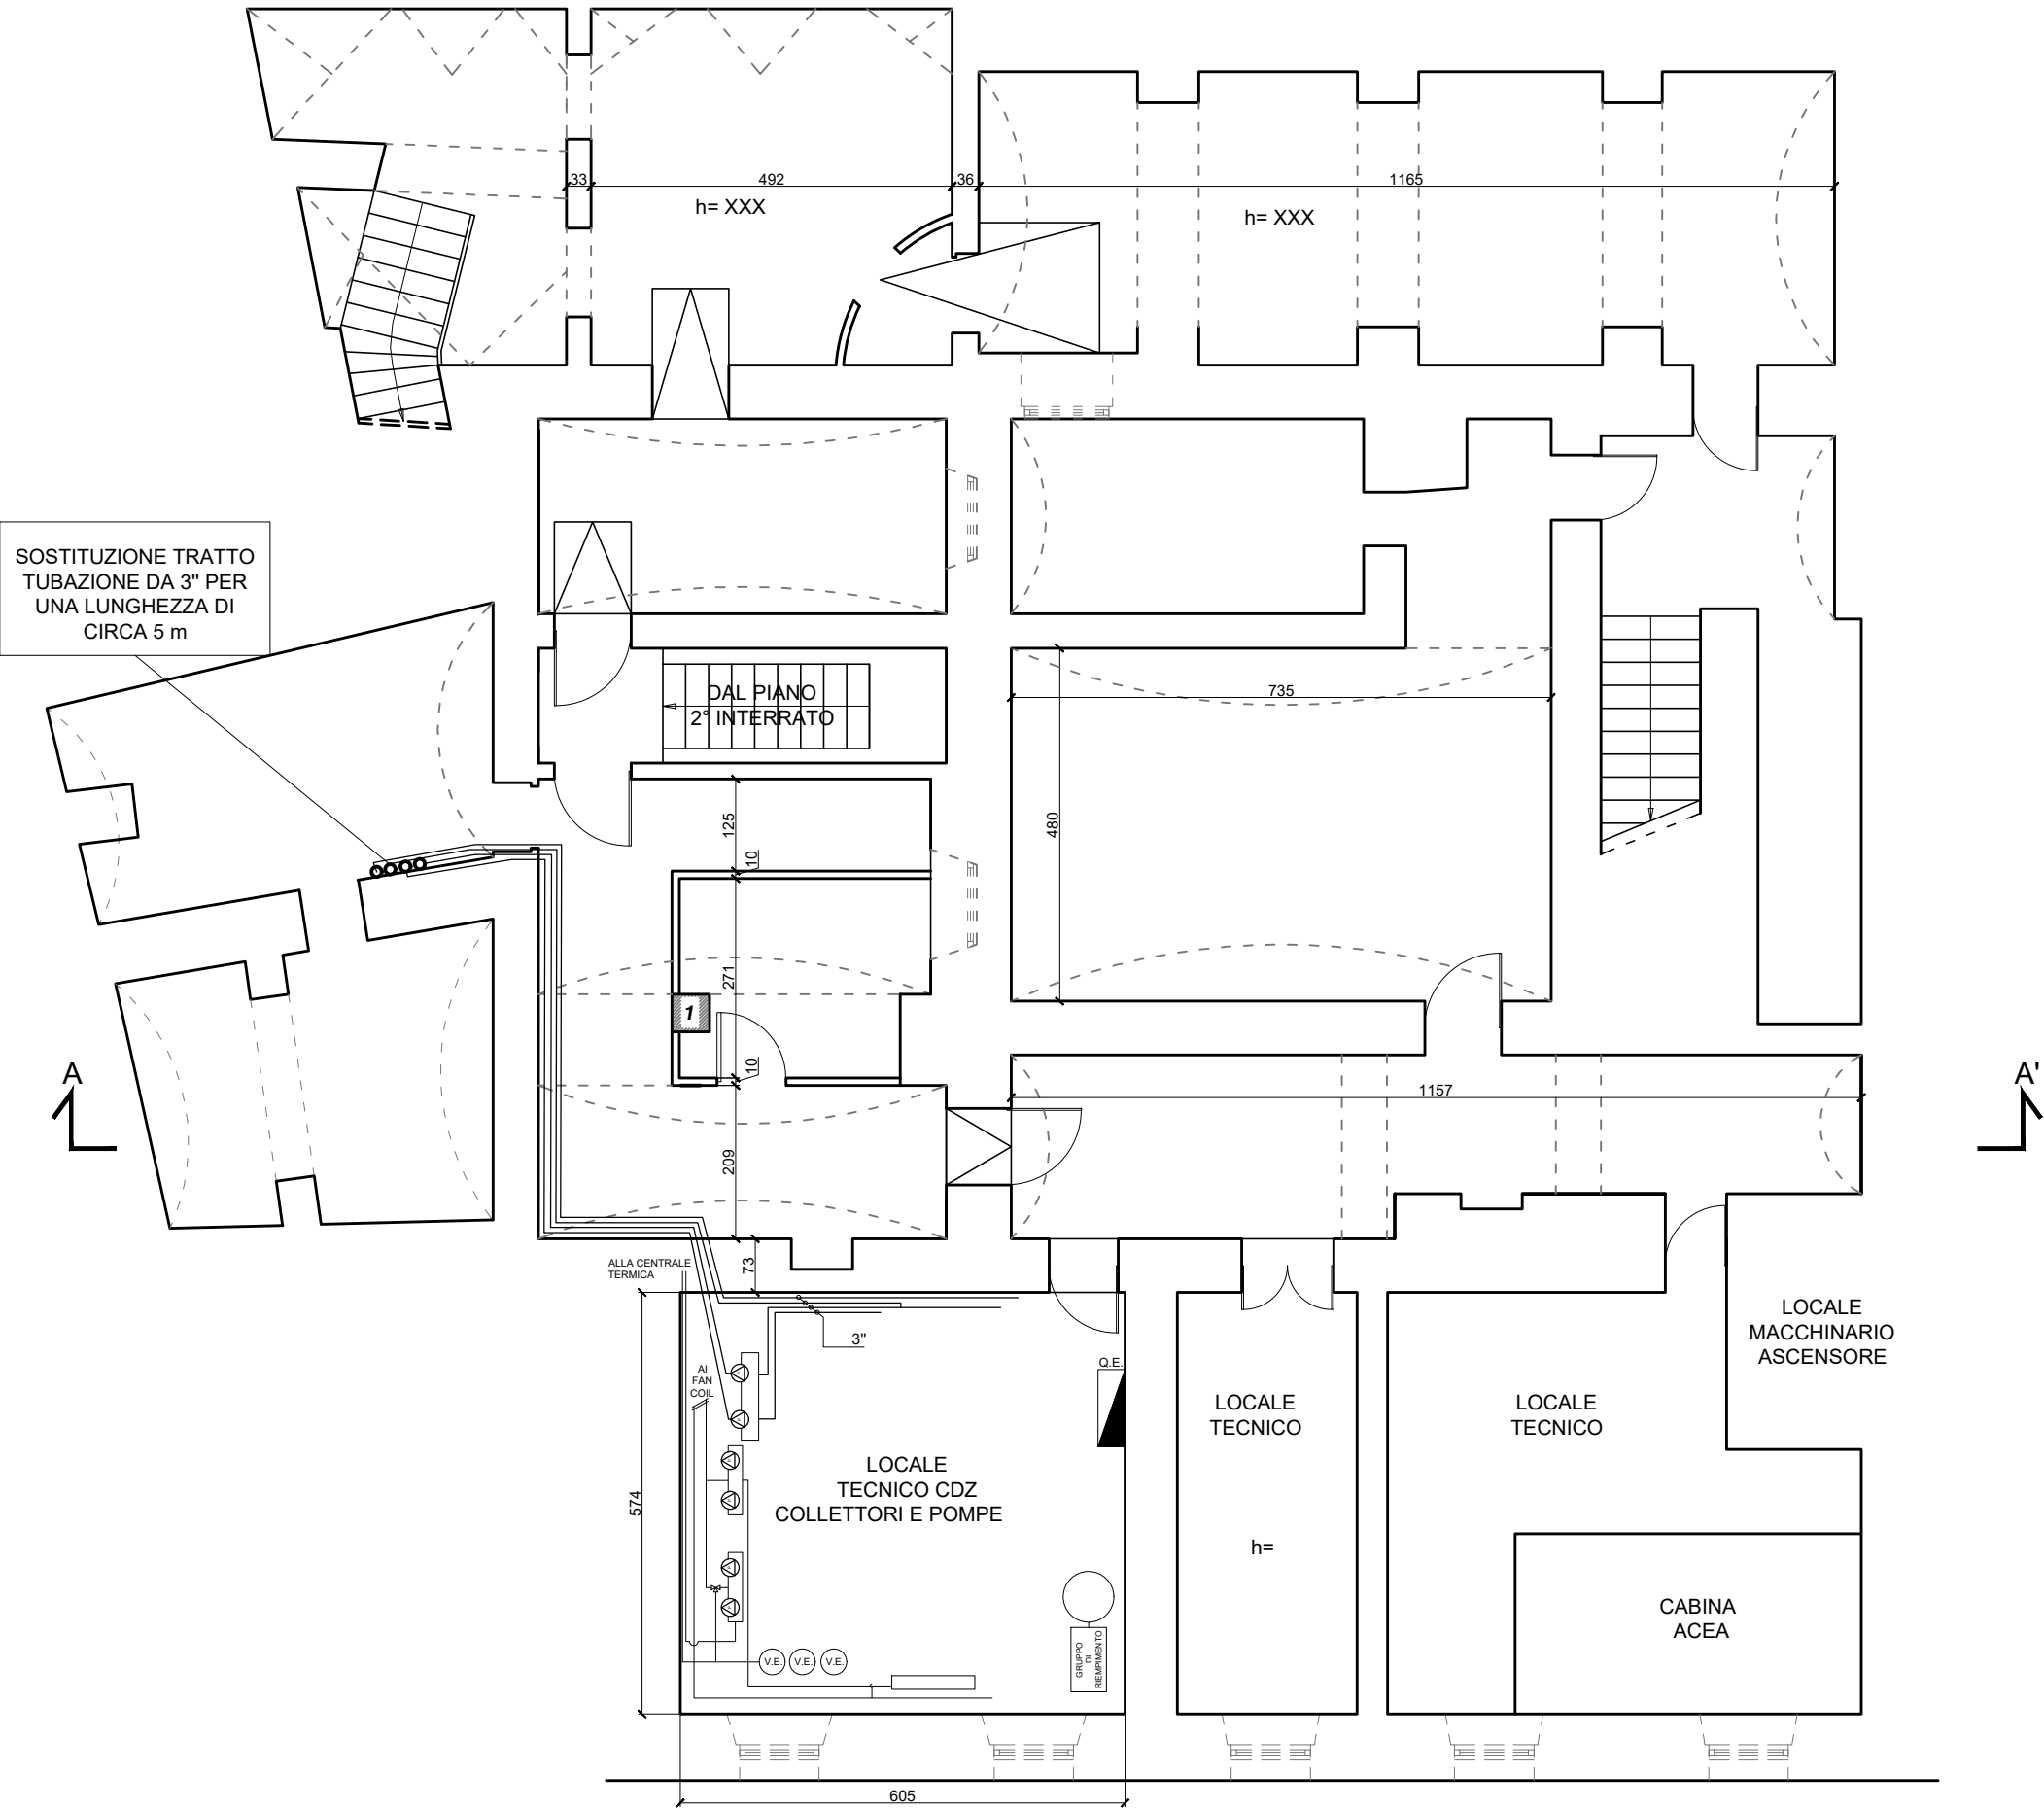 33
492
36
1165
h= XXX
h= XXX
SOSTITUZIONE TRATTO
TUBAZIONE DA 3" PER
UNA LUNGHEZZA DI
CIRCA 5 m
DAL PIANO
2° INTERRATO
735
480
125
10
271
1
10
209
A
A'
1157
73
ALLA CENTRALE
TERMICA
3"
AI
FAN
COIL
Q.E.
LOCALE
TECNICO CDZ
COLLETTORI E POMPE
574
LOCALE
TECNICO
h=
LOCALE
TECNICO
LOCALE
MACCHINARIO
ASCENSORE
CABINA
ACEA
V.E.
V.E.
V.E.
GRUPPO
DI
RIEMPIMENTO
605